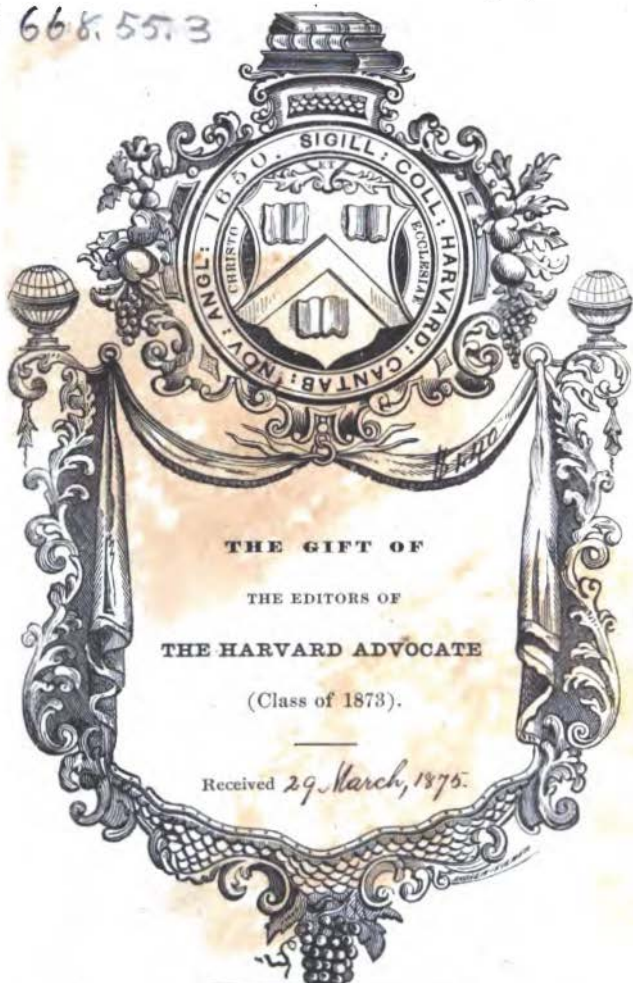 668.55.3
SIGILL: COLL: HARVARD: CANTAB: NOV: ANGL: 1650.
ET
CHRISTO
ECCLESIAE
THE GIFT OF
THE EDITORS OF
THE HARVARD ADVOCATE
(Class of 1873).
Received 29 March, 1875.